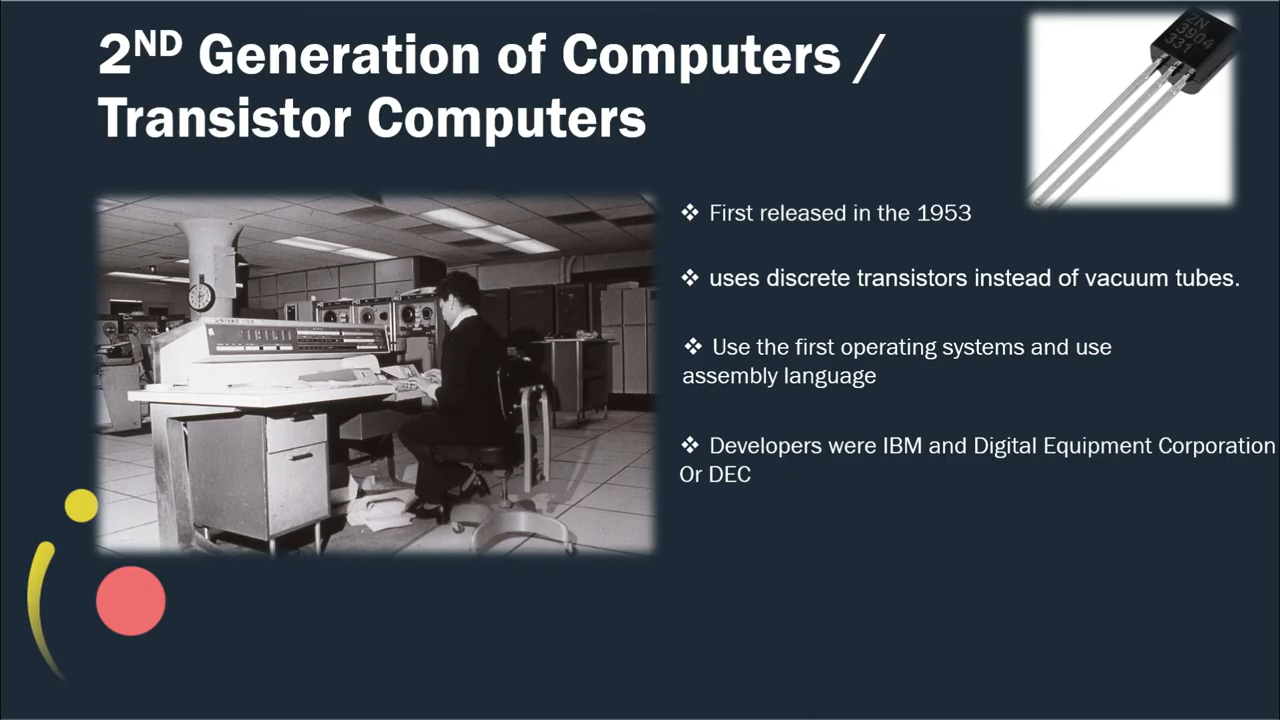 2ND Generation of Computers /
Transistor Computers
2N
3904
331
❖ First released in the 1953
❖ uses discrete transistors instead of vacuum tubes.
❖ Use the first operating systems and use
assembly language
❖ Developers were IBM and Digital Equipment Corporation
Or DEC